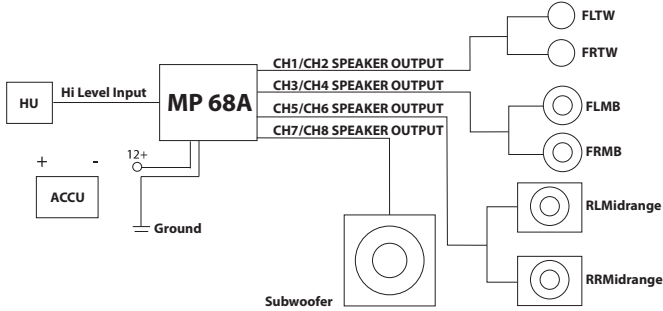 FLTW
CH1/CH2 SPEAKER OUTPUT
FRTW
CH3/CH4 SPEAKER OUTPUT
Hi Level Input
HU
MP 68A
FLMB
CH5/CH6 SPEAKER OUTPUT
CH7/CH8 SPEAKER OUTPUT
FRMB
+ -
12+
ACCU
RLMidrange
Ground
RRMidrange
Subwoofer